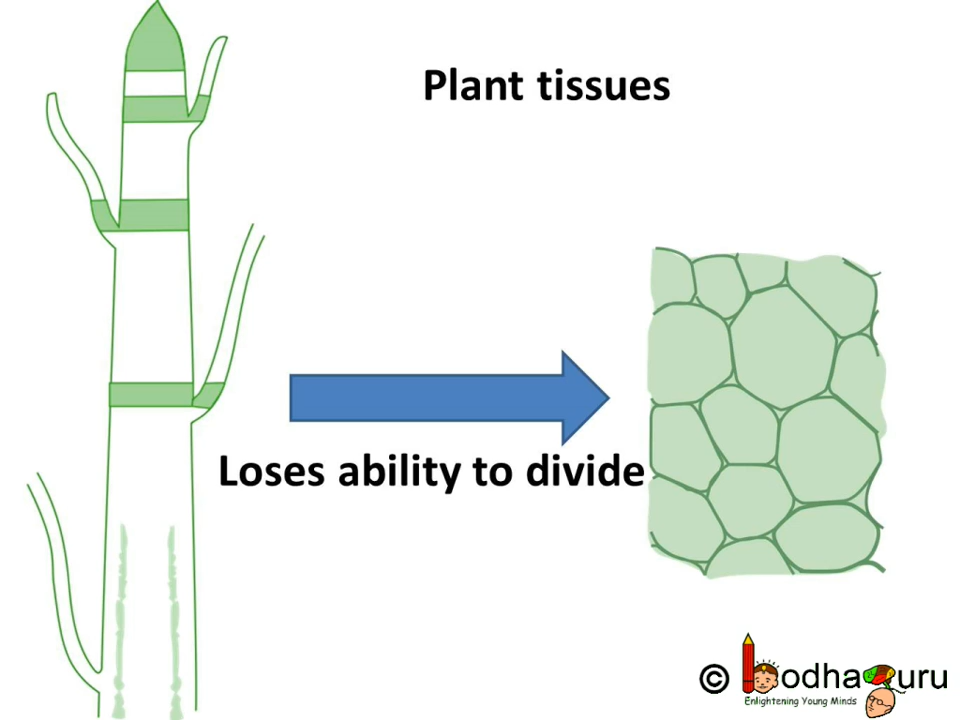 Plant tissues
Loses ability to divide
© bodhaguru
Enlightening Young Minds